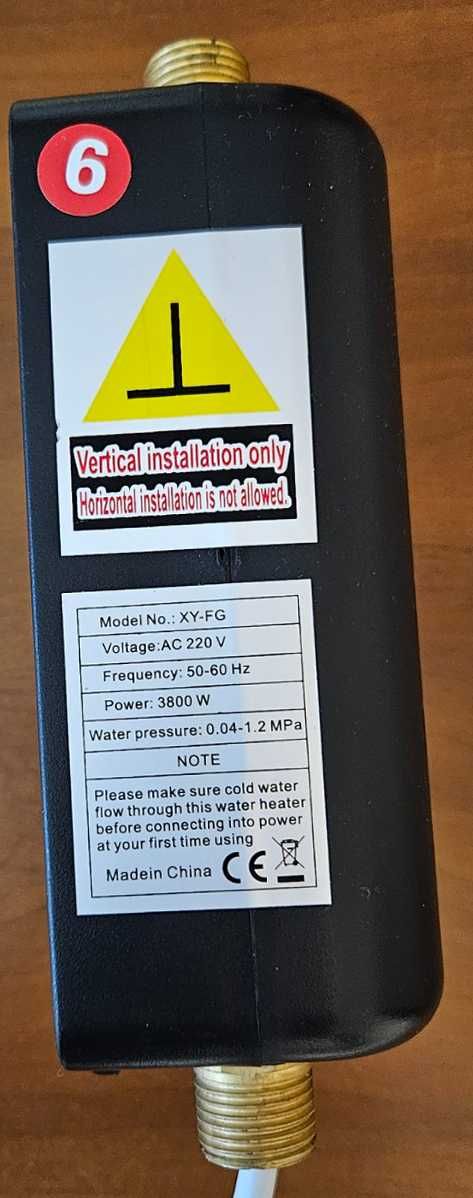 6
Vertical installation only
Horizontal installation is not allowed.
Model No.: XY-FG
Voltage:AC 220 V
Frequency: 50-60 Hz
Power: 3800 W
Water pressure: 0.04-1.2 MPa
NOTE
Please make sure cold water
flow through this water heater
before connecting into power
at your first time using
Madein China CE